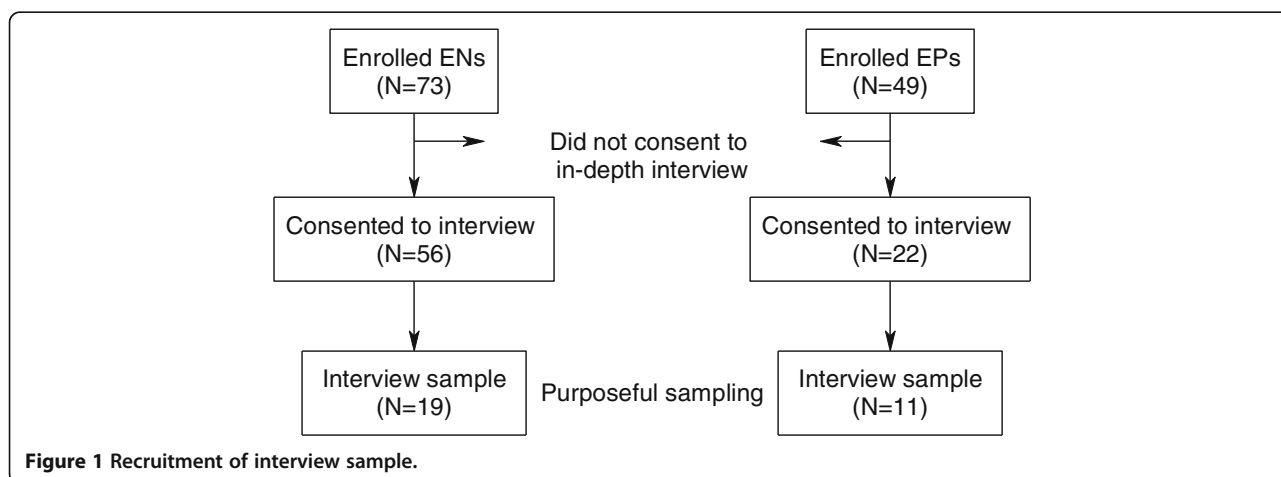 Enrolled ENs
(N=73)
Enrolled EPs
(N=49)
Did not consent to
in-depth interview
Consented to interview
(N=56)
Consented to interview
(N=22)
Interview sample
(N=19)
Purposeful sampling
Interview sample
(N=11)
Figure 1 Recruitment of interview sample.